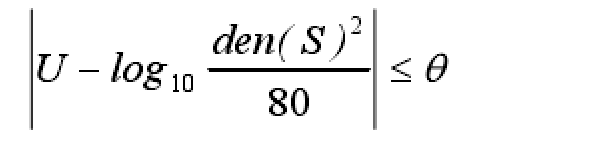 |U − log₁₀ den( S )² / 80| ≤ θ